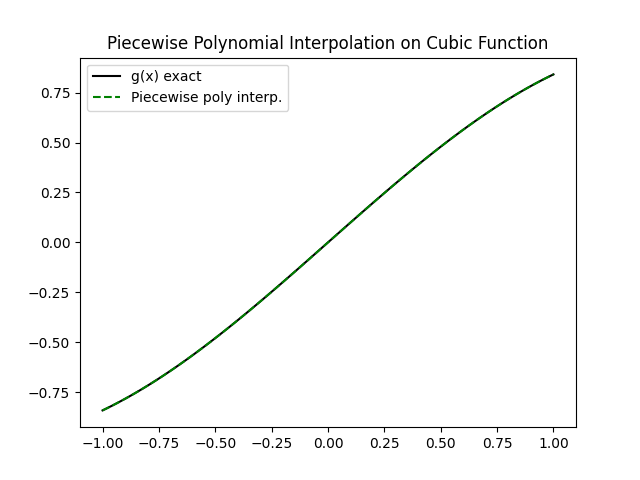 Piecewise Polynomial Interpolation on Cubic Function
g(x) exact
Piecewise poly interp.
0.75
0.50
0.25
0.00
−0.25
−0.50
−0.75
−1.00 −0.75 −0.50 −0.25 0.00 0.25 0.50 0.75 1.00